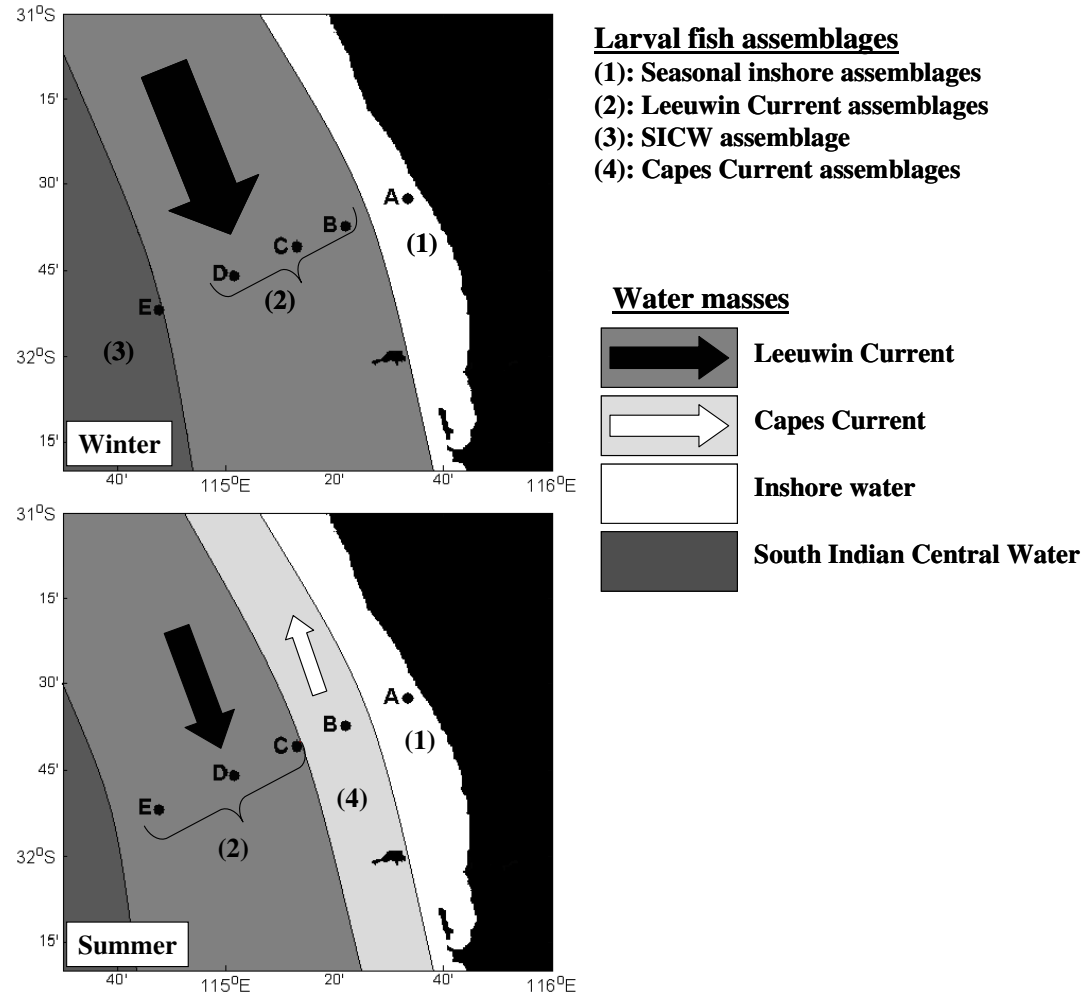 31°S
15'
30'
45'
32°S
15'
A
B
C
D
E
(1)
(2)
(3)
Winter
40'
115°E
20'
40'
116°E
31°S
15'
30'
45'
32°S
15'
A
B
C
D
E
(1)
(4)
(2)
Summer
40'
115°E
20'
40'
116°E
Larval fish assemblages
(1): Seasonal inshore assemblages
(2): Leeuwin Current assemblages
(3): SICW assemblage
(4): Capes Current assemblages
Water masses
Leeuwin Current
Capes Current
Inshore water
South Indian Central Water